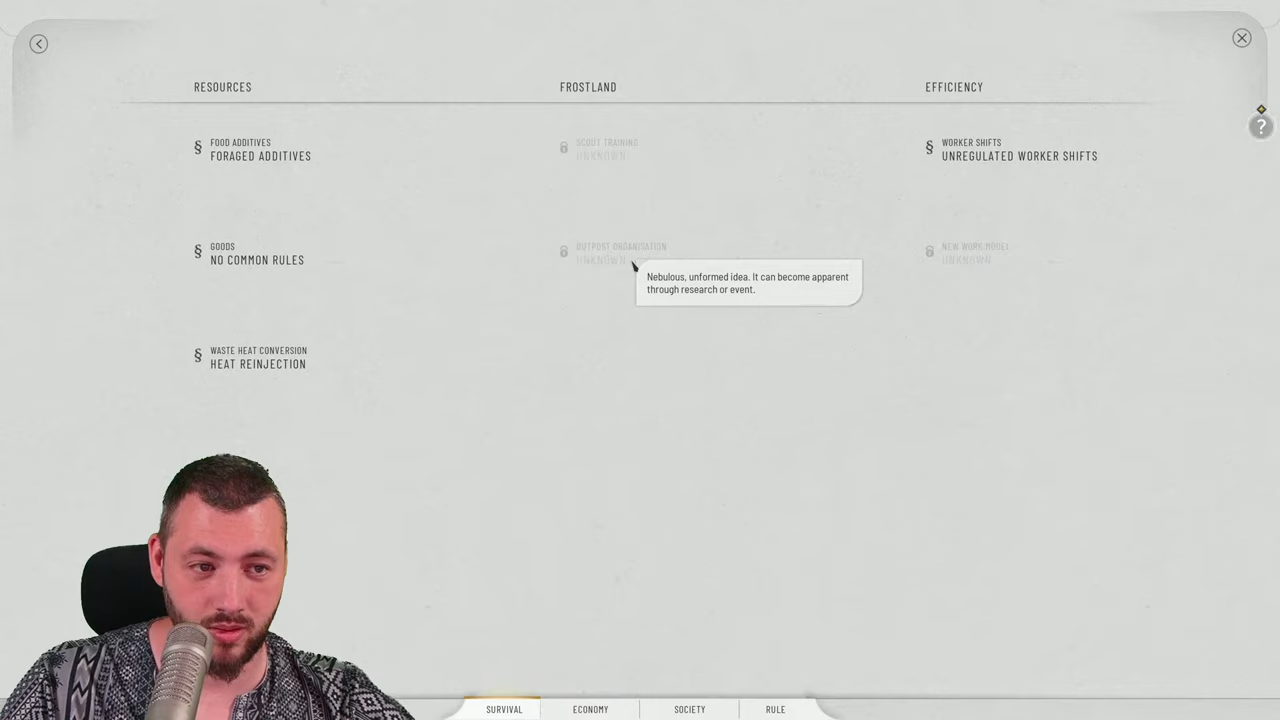 RESOURCES
FROSTLAND
EFFICIENCY
?
§ FOOD ADDITIVES
FORAGED ADDITIVES
SCOUT TRAINING
UNKNOWN
§ WORKER SHIFTS
UNREGULATED WORKER SHIFTS
§ GOODS
NO COMMON RULES
OUTPOST ORGANISATION
UNKNOWN
NEW WORK MODEL
UNKNOWN
Nebulous, unformed idea. It can become apparent
through research or event.
§ WASTE HEAT CONVERSION
HEAT REINJECTION
SURVIVAL
ECONOMY
SOCIETY
RULE